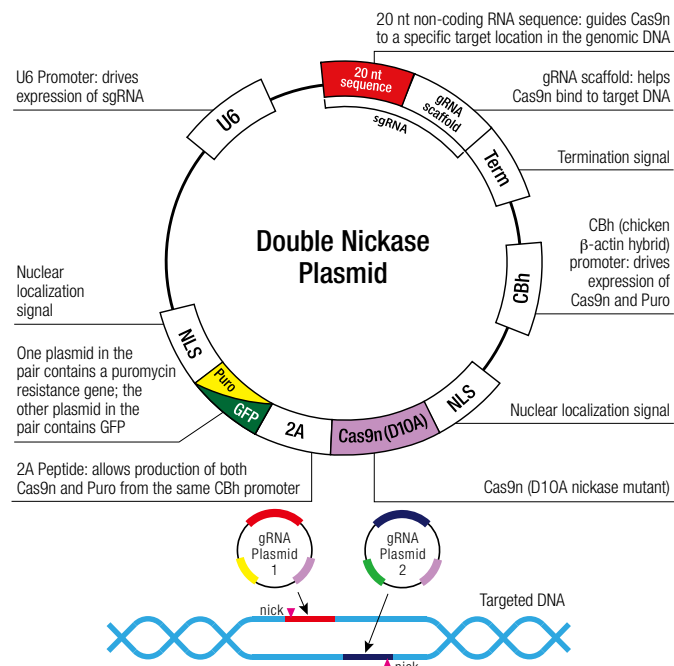 20 nt non-coding RNA sequence: guides Cas9n
to a specific target location in the genomic DNA
U6 Promoter: drives
expression of sgRNA
gRNA scaffold: helps
Cas9n bind to target DNA
20 nt
sequence
gRNA
scaffold
sgRNA
U6
Term
Termination signal
Double Nickase
Plasmid
CBh (chicken
β-actin hybrid)
promoter: drives
expression of
Cas9n and Puro
CBh
Nuclear
localization
signal
NLS
One plasmid in the
pair contains a puromycin
resistance gene; the
other plasmid in the
pair contains GFP
Puro
GFP
2A
Cas9n (D10A)
NLS
Nuclear localization signal
2A Peptide: allows production of both
Cas9n and Puro from the same CBh promoter
Cas9n (D10A nickase mutant)
gRNA
Plasmid
1
gRNA
Plasmid
2
Targeted DNA
nick
nick